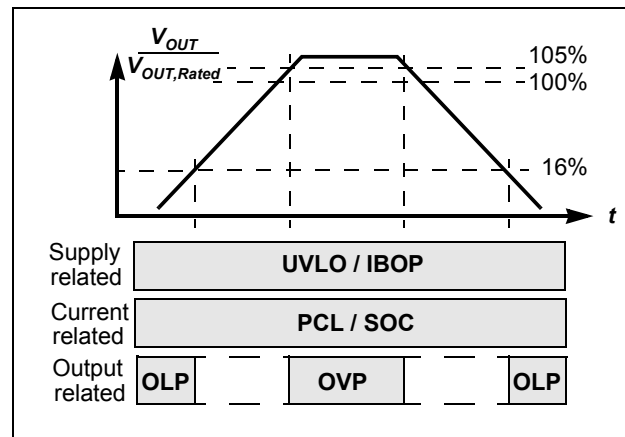 V_OUT
V_OUT,Rated
105%
100%
16%
t
Supply
related
UVLO / IBOP
Current
related
PCL / SOC
Output
related
OLP
OVP
OLP